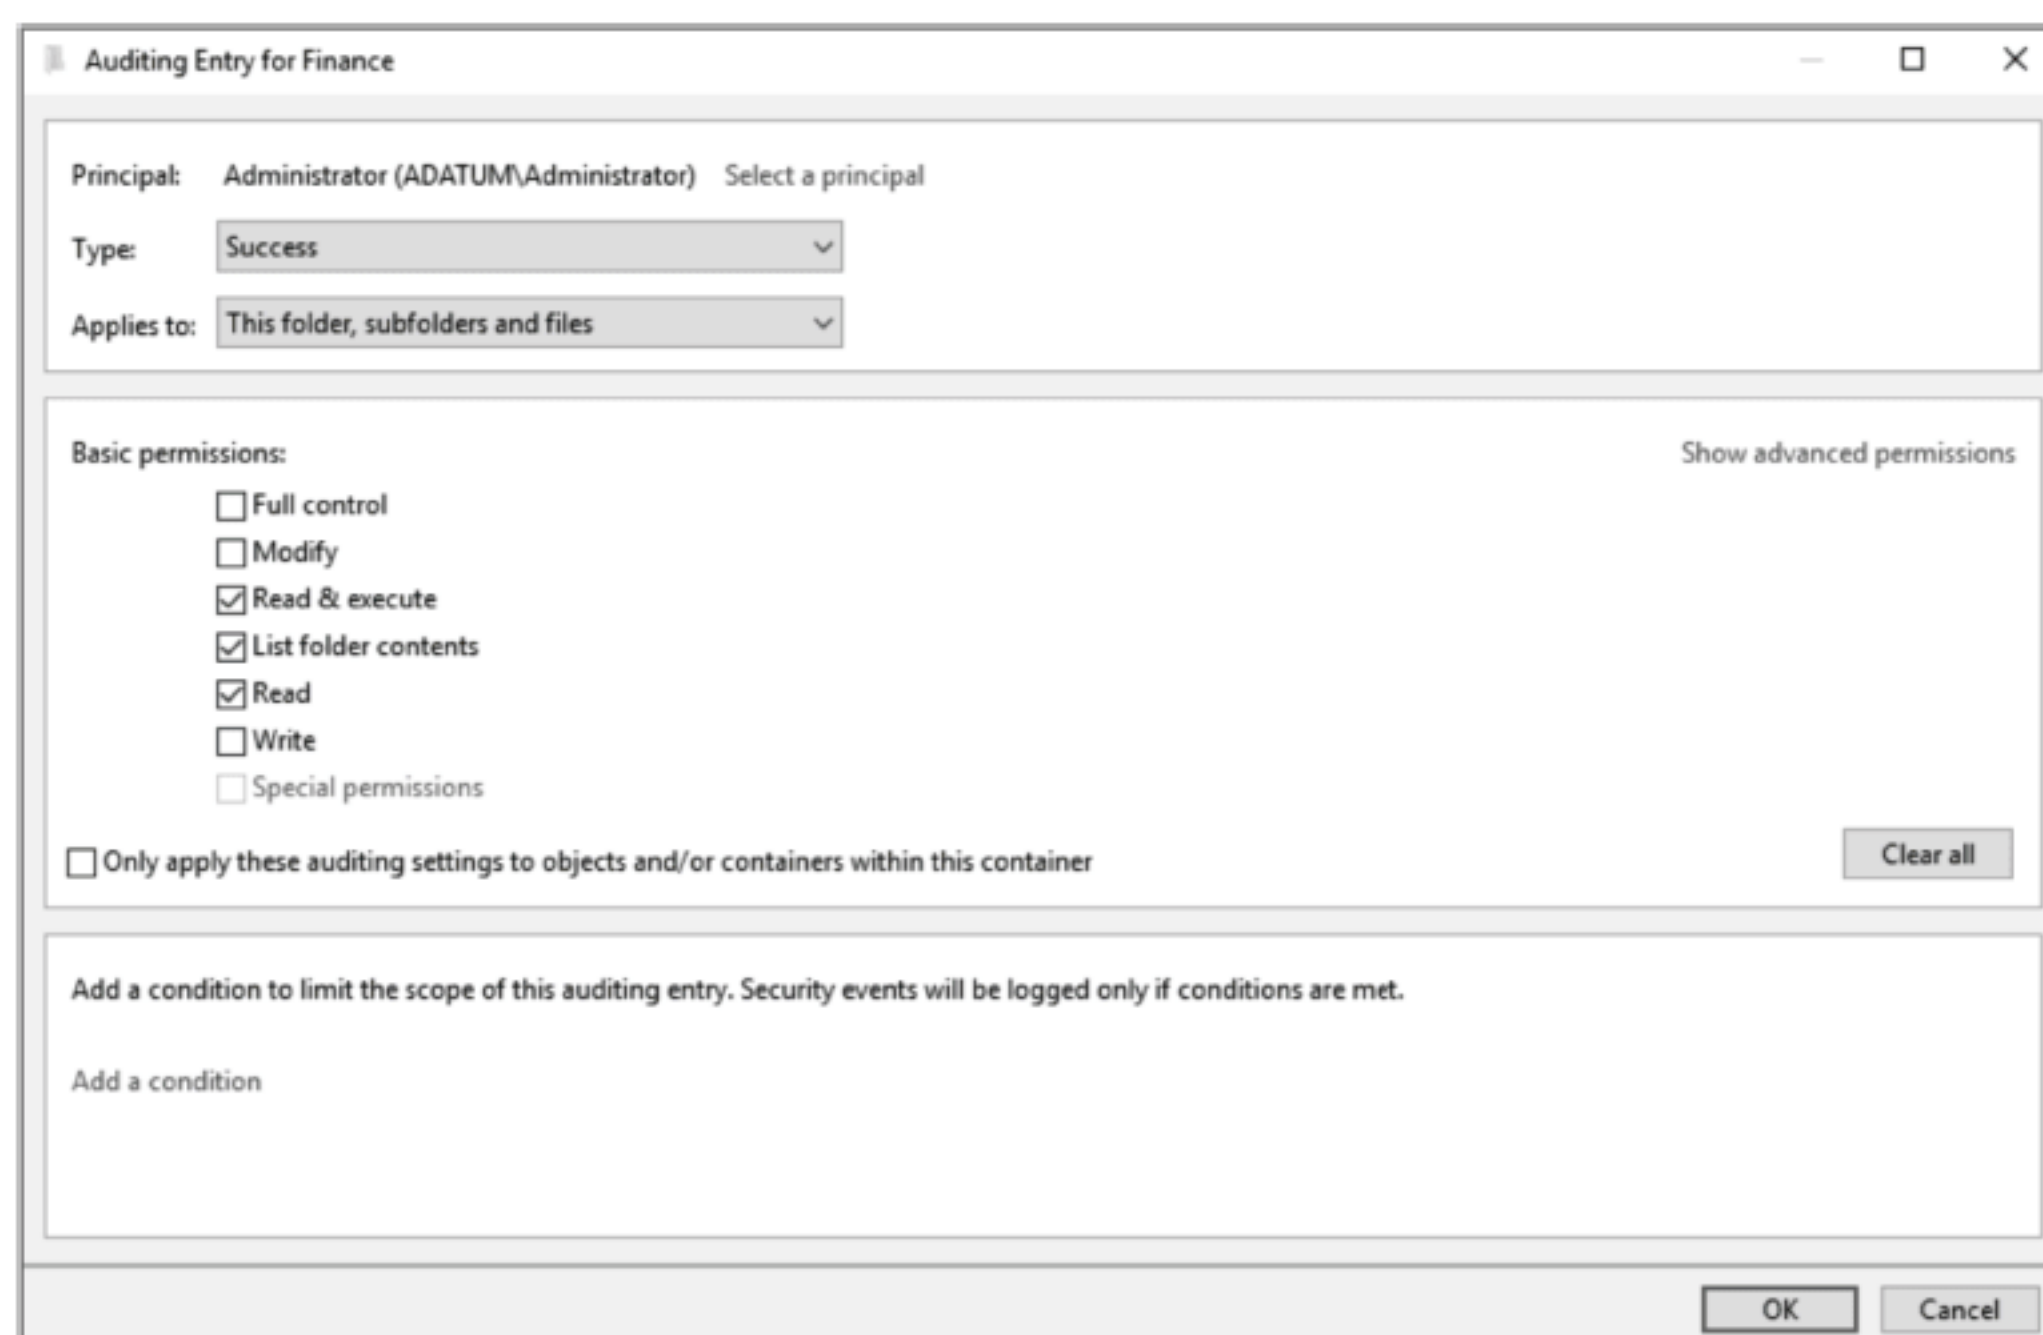 Auditing Entry for Finance
Principal: Administrator (ADATUM\Administrator) Select a principal
Type: Success
Applies to: This folder, subfolders and files
Basic permissions: Show advanced permissions
Full control
Modify
Read & execute
List folder contents
Read
Write
Special permissions
Only apply these auditing settings to objects and/or containers within this container Clear all
Add a condition to limit the scope of this auditing entry. Security events will be logged only if conditions are met.
Add a condition
OK Cancel